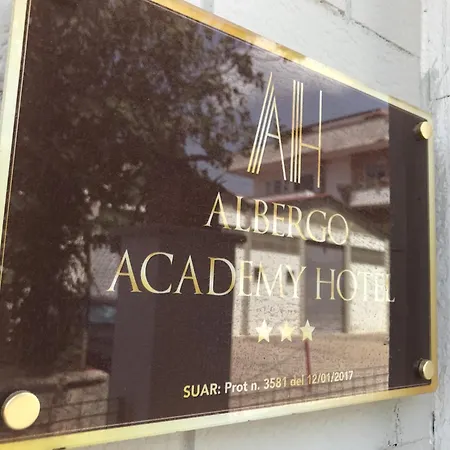 AH
ALBERGO
ACADEMY HOTEL
SUAR: Prot n. 3581 del 12/01/2017